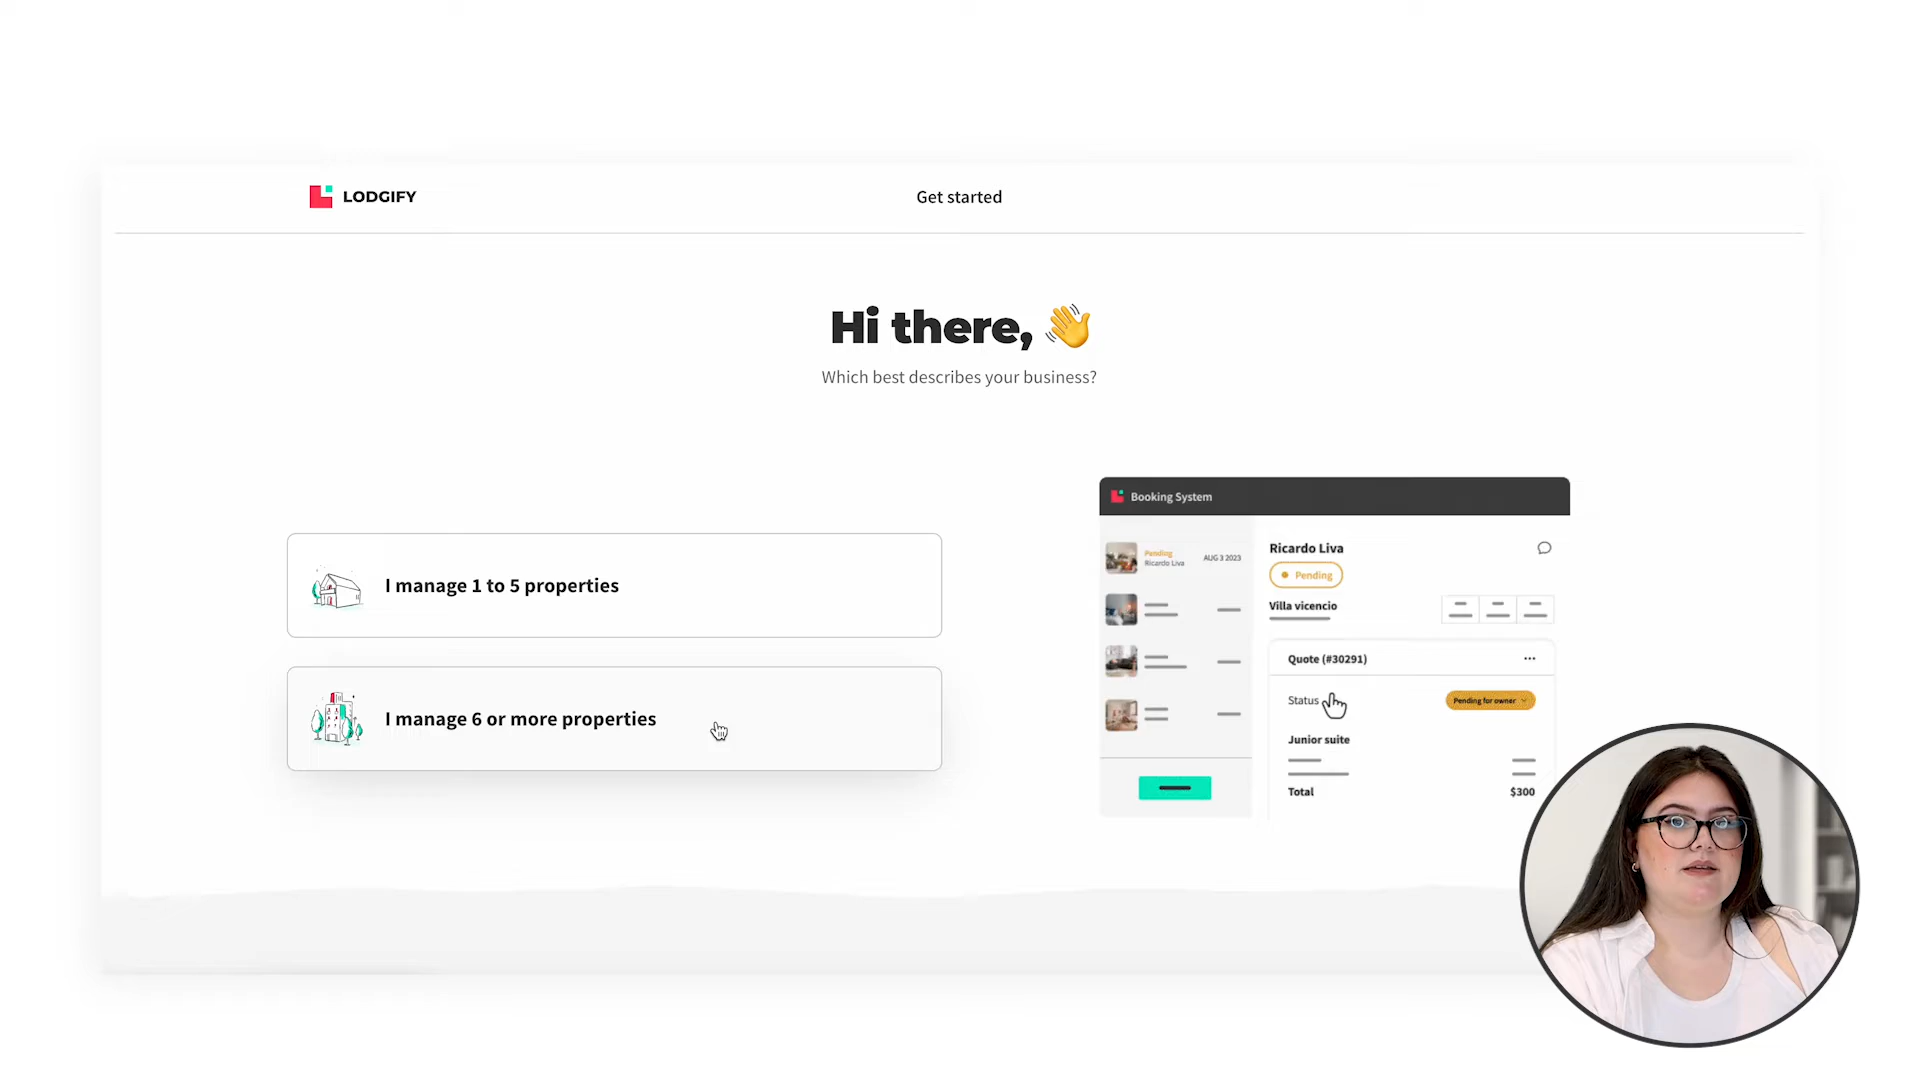 LODGIFY
Get started
Hi there, 👋
Which best describes your business?
I manage 1 to 5 properties
I manage 6 or more properties
Booking System
Pending
Ricardo Liva
AUG 3 2023
Ricardo Liva
Pending
Villa vicencio
Quote (#30291)
Status
Pending for owner
Junior suite
Total
$300